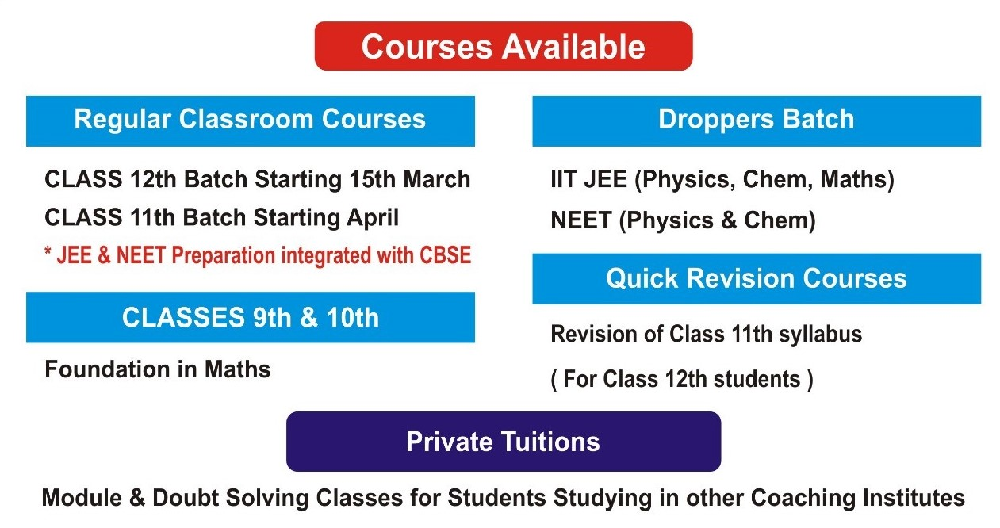 Courses Available
Regular Classroom Courses
CLASS 12th Batch Starting 15th March
CLASS 11th Batch Starting April
* JEE & NEET Preparation integrated with CBSE
CLASSES 9th & 10th
Foundation in Maths
Droppers Batch
IIT JEE (Physics, Chem, Maths)
NEET (Physics & Chem)
Quick Revision Courses
Revision of Class 11th syllabus
( For Class 12th students )
Private Tuitions
Module & Doubt Solving Classes for Students Studying in other Coaching Institutes